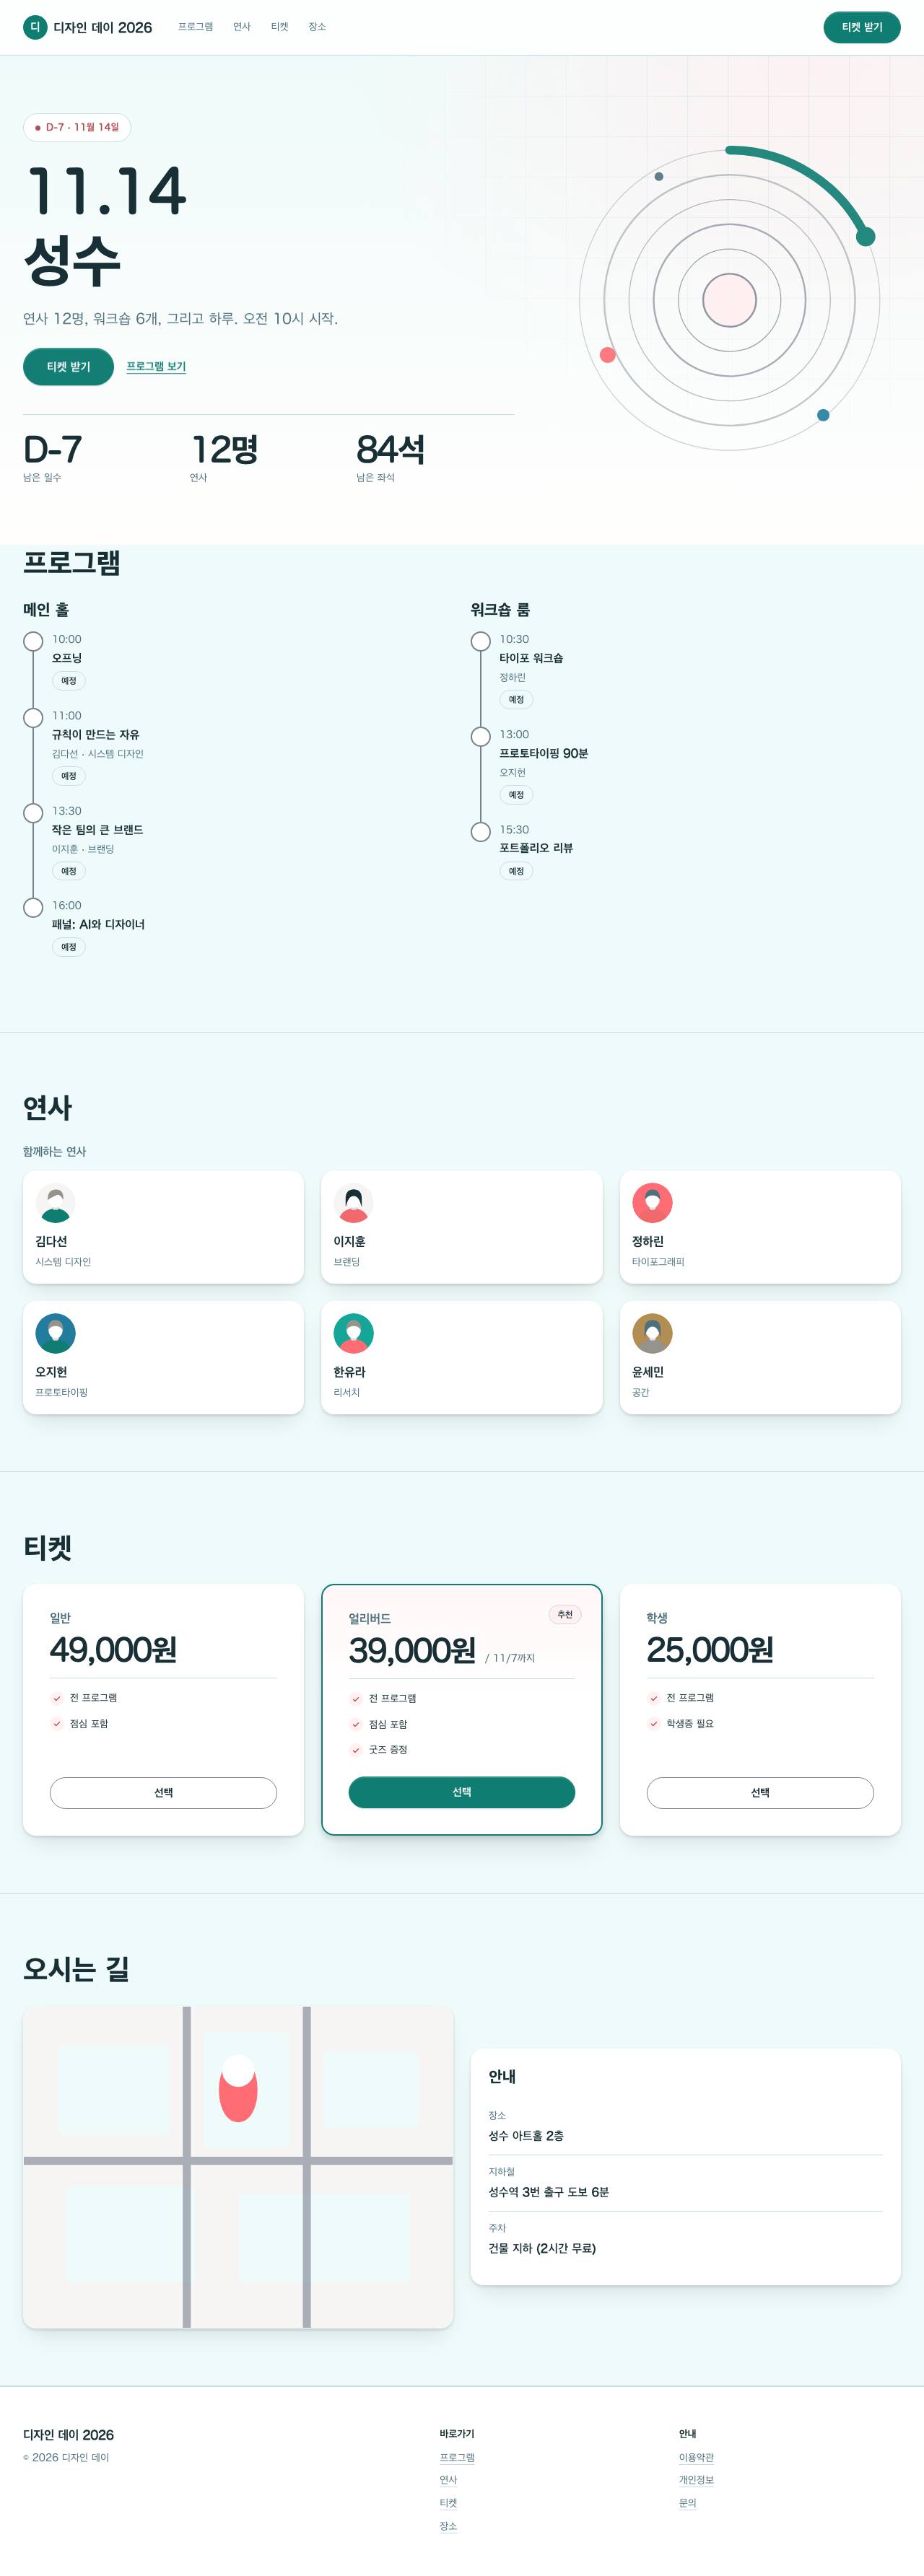 디 디자인 데이 2026 프로그램 연사 티켓 장소 티켓 받기
D-7 · 11월 14일
11.14
성수
연사 12명, 워크숍 6개, 그리고 하루. 오전 10시 시작.
티켓 받기 프로그램 보기
D-7 12명 84석
남은 일수 연사 남은 좌석
프로그램
메인 홀
10:00
오프닝
예정
11:00
규칙이 만드는 자유
김다선 · 시스템 디자인
예정
13:30
작은 팀의 큰 브랜드
이지훈 · 브랜딩
예정
16:00
패널: AI와 디자이너
예정
워크숍 룸
10:30
타이포 워크숍
정하린
예정
13:00
프로토타이핑 90분
오지헌
예정
15:30
포트폴리오 리뷰
예정
연사
함께하는 연사
김다선
시스템 디자인
이지훈
브랜딩
정하린
타이포그래피
오지헌
프로토타이핑
한유라
리서치
윤세민
공간
티켓
일반
49,000원
전 프로그램
점심 포함
선택
얼리버드
추천
39,000원 / 11/7까지
전 프로그램
점심 포함
굿즈 증정
선택
학생
25,000원
전 프로그램
학생증 필요
선택
오시는 길
안내
장소
성수 아트홀 2층
지하철
성수역 3번 출구 도보 6분
주차
건물 지하 (2시간 무료)
디자인 데이 2026
© 2026 디자인 데이
바로가기
프로그램
연사
티켓
장소
안내
이용약관
개인정보
문의